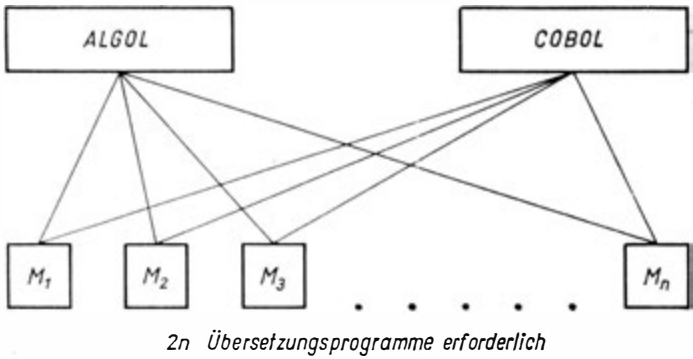 ALGOL COBOL
M1 M2 M3 . . . . . Mn
2n Übersetzungsprogramme erforderlich